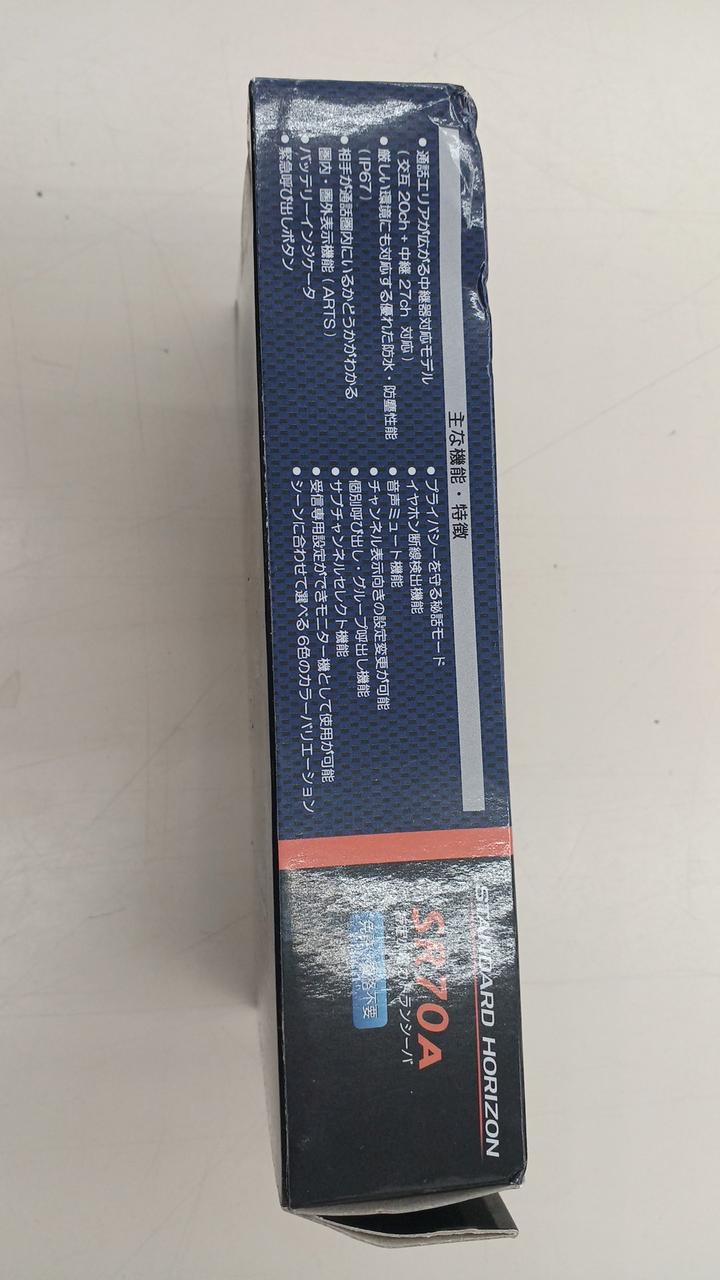 主な機能・特徴
● 通話エリアが広がる中継器対応モデル
(交互 20ch + 中継 27ch 対応)
● 厳しい環境にも対応する優れた防水・防塵性能
(IP67)
● 相手が通話圏内にいるかどうかがわかる
圏内・圏外表示機能 (ARTS)
● バッテリーインジケータ
● 緊急呼び出しボタン
● プライバシーを守る秘話モード
● イヤホン断線検出機能
● 音声ミュート機能
● チャンネル表示向きの設定変更が可能
● 個別呼び出し・グループ呼出し機能
● サブチャンネルセレクト機能
● 受信専用設定ができモニター機として使用が可能
● シーンに合わせて選べる 6色のカラーバリエーション
STANDARD HORIZON
SR70A
トランシーバー
不要